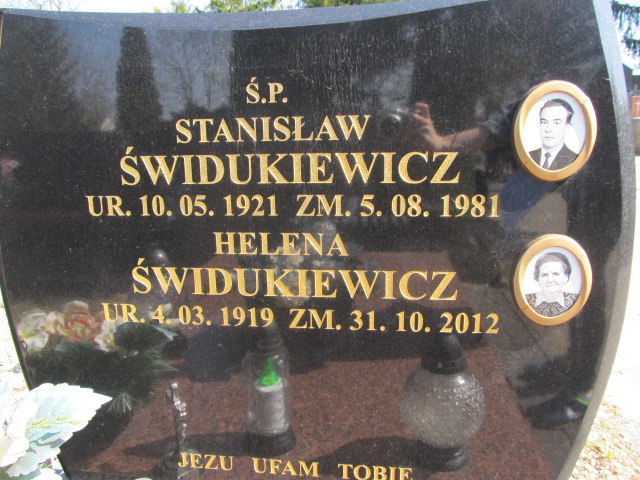 Ś.P.
STANISŁAW
ŚWIDUKIEWICZ
UR. 10. 05. 1921 ZM. 5. 08. 1981
HELENA
ŚWIDUKIEWICZ
UR. 4. 03. 1919 ZM. 31. 10. 2012
JEZU UFAM TOBIE